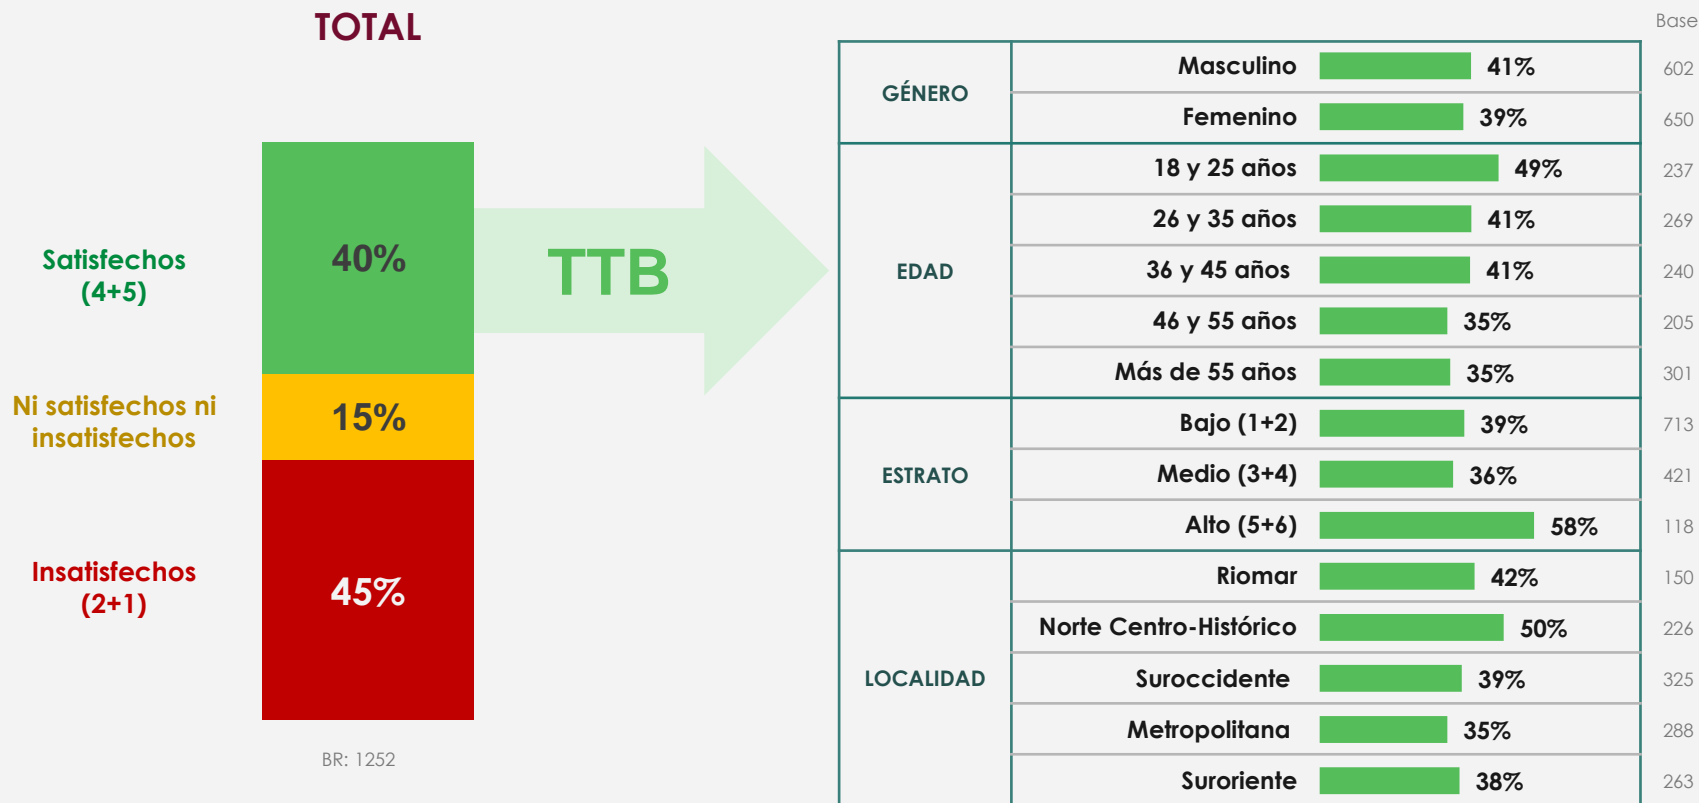 TOTAL
Satisfechos
(4+5)
40%
Ni satisfechos ni
insatisfechos
15%
Insatisfechos
(2+1)
45%
BR: 1252
TTB
Base
GÉNERO
Masculino 41% 602
Femenino 39% 650
EDAD
18 y 25 años 49% 237
26 y 35 años 41% 269
36 y 45 años 41% 240
46 y 55 años 35% 205
Más de 55 años 35% 301
ESTRATO
Bajo (1+2) 39% 713
Medio (3+4) 36% 421
Alto (5+6) 58% 118
LOCALIDAD
Riomar 42% 150
Norte Centro-Histórico 50% 226
Suroccidente 39% 325
Metropolitana 35% 288
Suroriente 38% 263